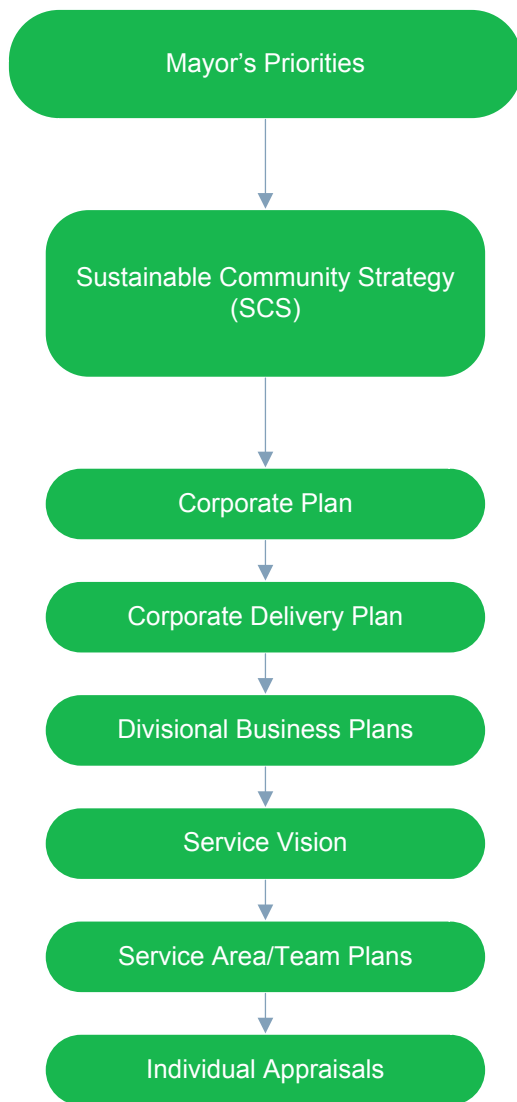 Mayor’s Priorities
Sustainable Community Strategy
(SCS)
Corporate Plan
Corporate Delivery Plan
Divisional Business Plans
Service Vision
Service Area/Team Plans
Individual Appraisals